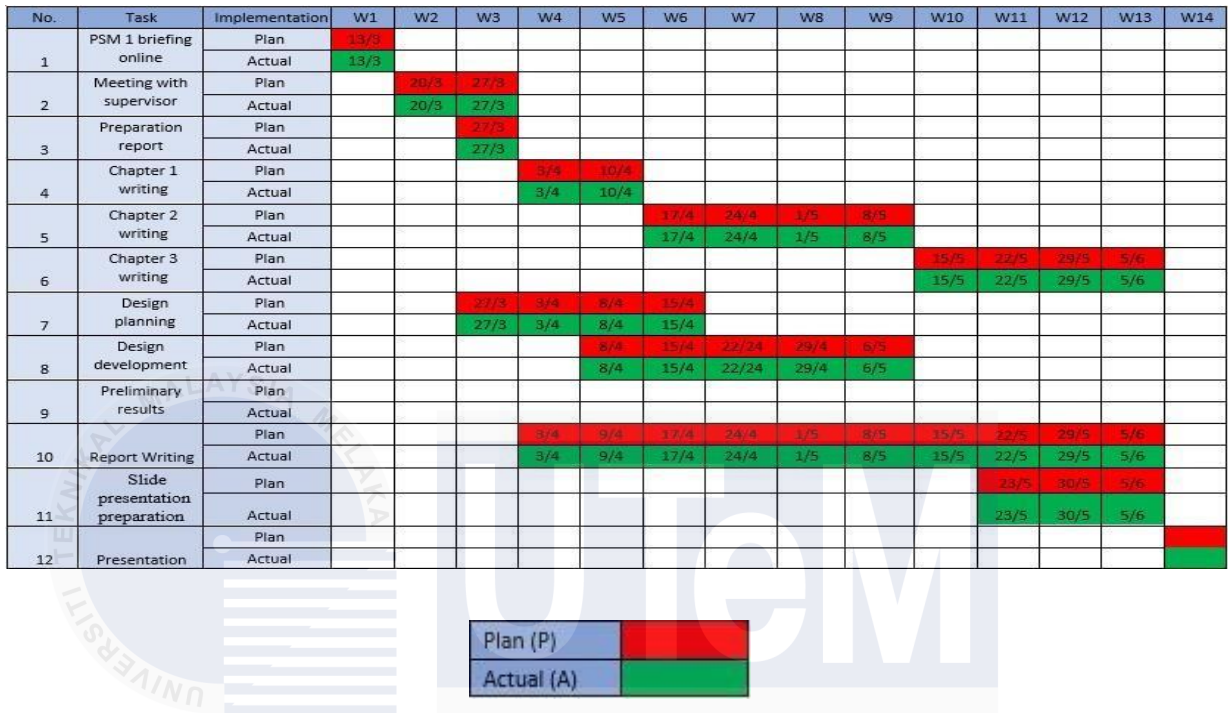 No. Task Implementation W1 W2 W3 W4 W5 W6 W7 W8 W9 W10 W11 W12 W13 W14
1 PSM 1 briefing online
Plan 13/3
Actual 13/3
2 Meeting with supervisor
Plan 20/3 27/3
Actual 20/3 27/3
3 Preparation report
Plan 27/3
Actual 27/3
4 Chapter 1 writing
Plan 3/4 10/4
Actual 3/4 10/4
5 Chapter 2 writing
Plan 17/4 24/4 1/5 8/5
Actual 17/4 24/4 1/5 8/5
6 Chapter 3 writing
Plan 15/5 22/5 29/5 5/6
Actual 15/5 22/5 29/5 5/6
7 Design planning
Plan 27/3 3/4 8/4 15/4
Actual 27/3 3/4 8/4 15/4
8 Design development
Plan 8/4 15/4 22/24 29/4 6/5
Actual 8/4 15/4 22/24 29/4 6/5
9 Preliminary results
Plan
Actual
10 Report Writing
Plan 3/4 9/4 17/4 24/4 1/5 8/5 15/5 22/5 29/5 5/6
Actual 3/4 9/4 17/4 24/4 1/5 8/5 15/5 22/5 29/5 5/6
11 Slide presentation preparation
Plan 23/5 30/5 5/6
Actual 23/5 30/5 5/6
12 Presentation
Plan
Actual
Plan (P)
Actual (A)
UNIVERSITI TEKNIKAL MALAYSIA MELAKA
UTeM